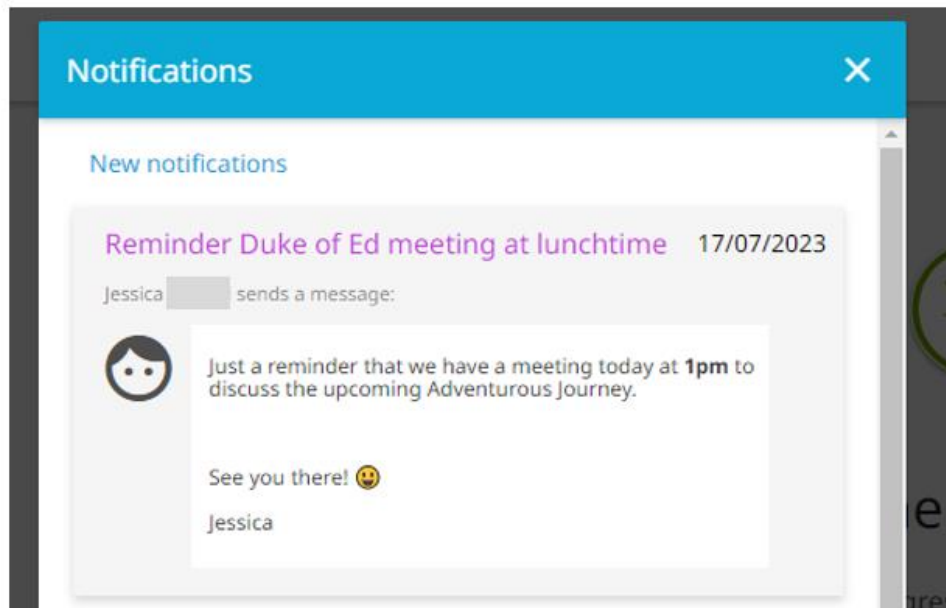 Notifications
New notifications
Reminder Duke of Ed meeting at lunchtime 17/07/2023
Jessica sends a message:
Just a reminder that we have a meeting today at 1pm to
discuss the upcoming Adventurous Journey.
See you there! 😀
Jessica